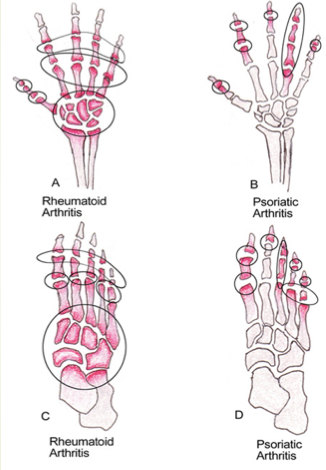 A
Rheumatoid
Arthritis
B
Psoriatic
Arthritis
C
Rheumatoid
Arthritis
D
Psoriatic
Arthritis